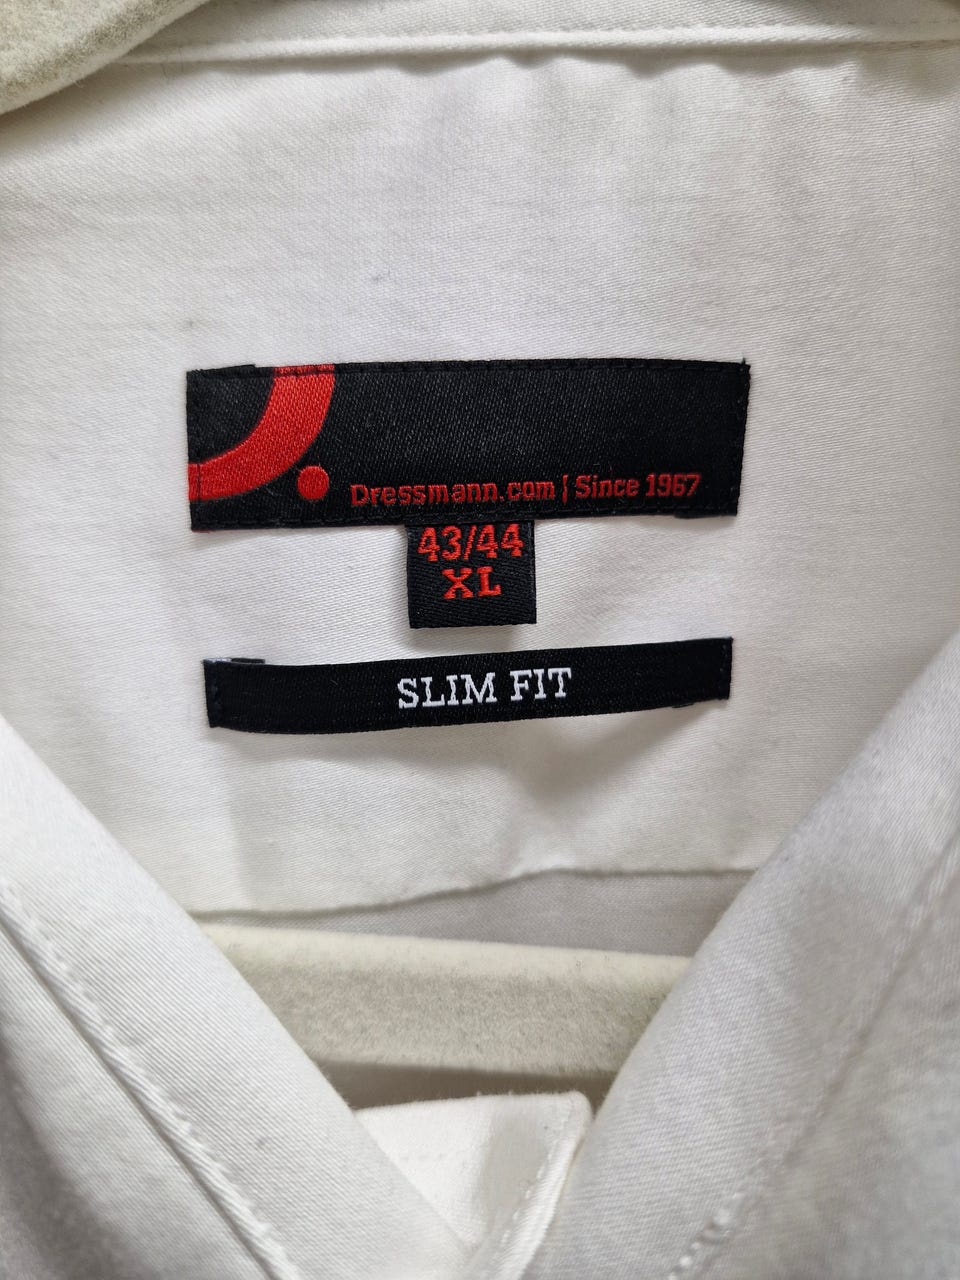 Dressmann.com | Since 1967
43/44
XL
SLIM FIT